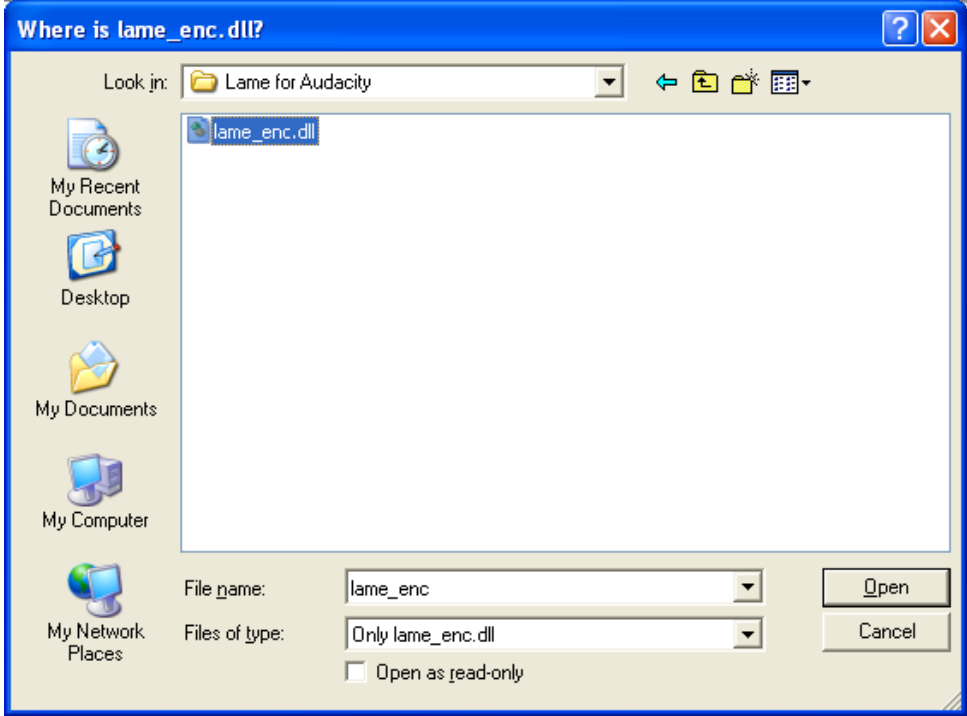 Where is lame_enc.dll?
Look in:
Lame for Audacity
lame_enc.dll
My Recent
Documents
Desktop
My Documents
My Computer
My Network
Places
File name:
lame_enc
Open
Files of type:
Only lame_enc.dll
Cancel
Open as read-only